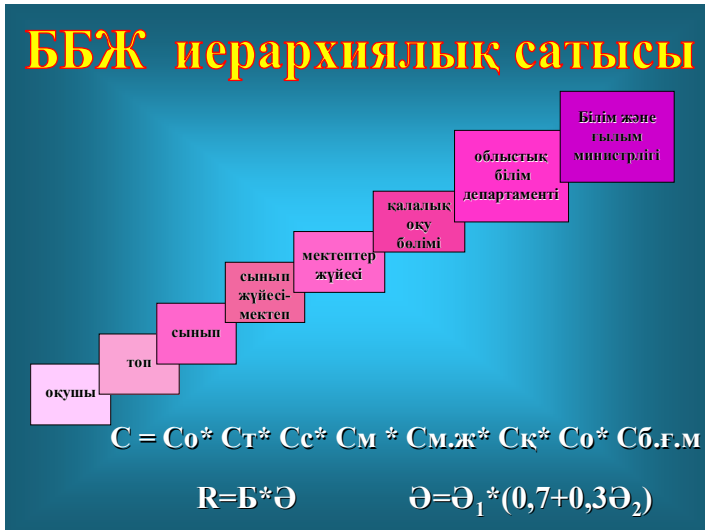 ББЖ иерархиялық сатысы
Білім және
ғылым
министрлігі
облыстық
білім
департаменті
қалалық
оқу
бөлімі
мектептер
жүйесі
сынып
жүйесі-
мектеп
сынып
топ
оқушы
С = Со* Ст* Сс* См * См.ж* Сқ* Со* Сб.ғ.м
R=Б*Ә
Ә=Ә₁*(0,7+0,3Ә₂)